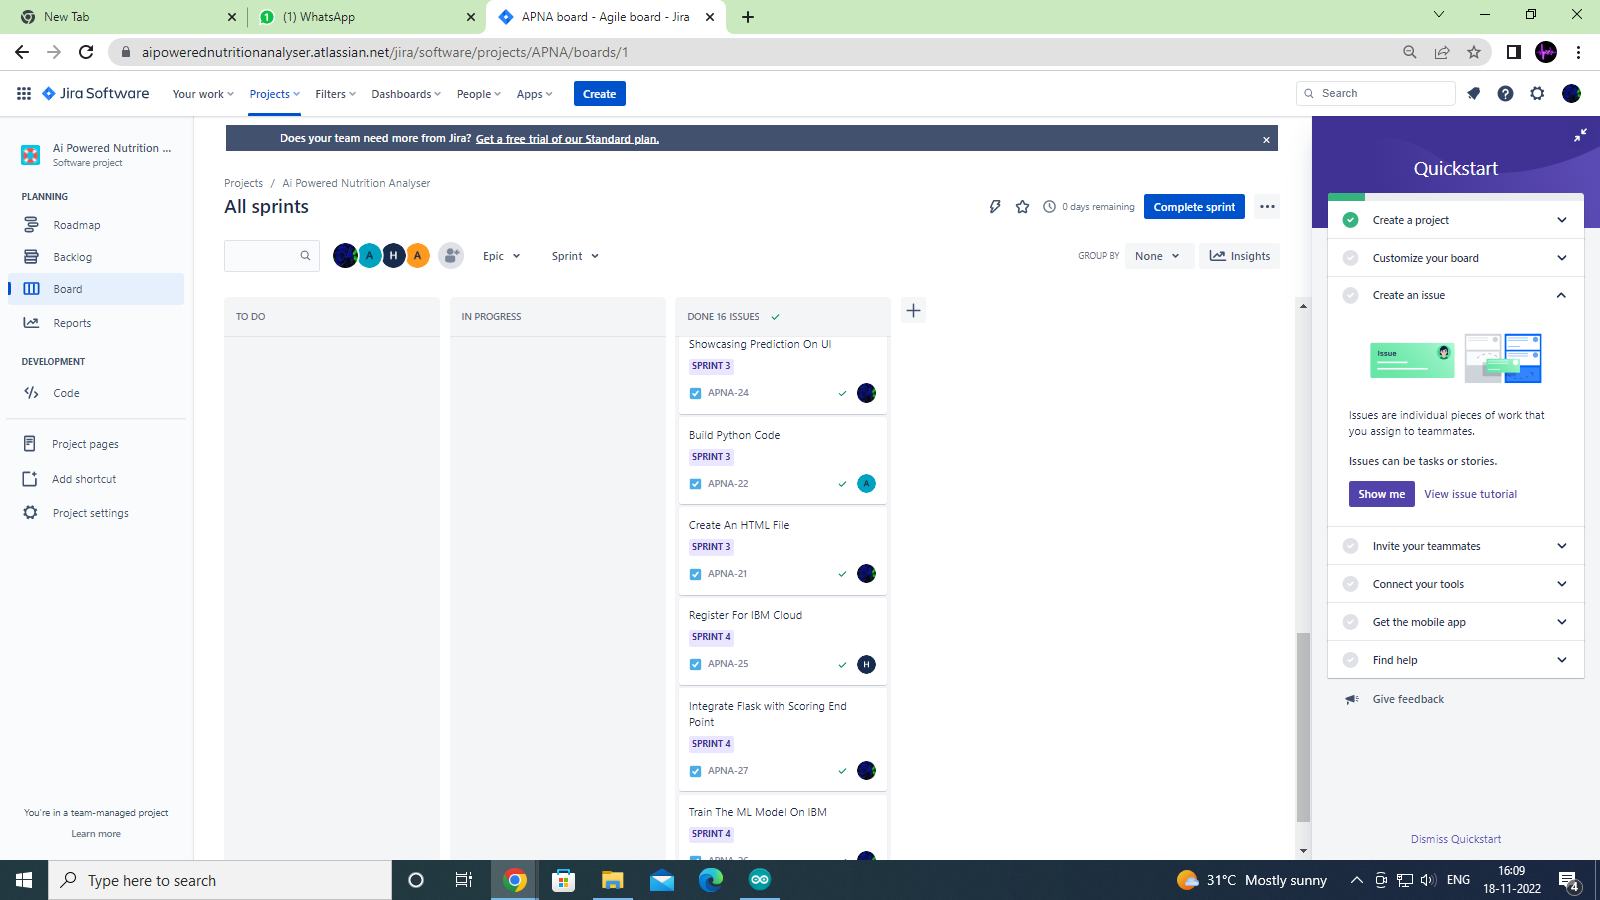 New Tab
(1) WhatsApp
APNA board - Agile board - Jira
aipowerednutritionanalyser.atlassian.net/jira/software/projects/APNA/boards/1
Jira Software
Your work
Projects
Filters
Dashboards
People
Apps
Create
Search
Ai Powered Nutrition ...
Software project
PLANNING
Roadmap
Backlog
Board
Reports
DEVELOPMENT
Code
Project pages
Add shortcut
Project settings
You're in a team-managed project
Learn more
Does your team need more from Jira? Get a free trial of our Standard plan.
Projects / Ai Powered Nutrition Analyser
All sprints
0 days remaining
Complete sprint
A
H
A
Epic
Sprint
GROUP BY
None
Insights
TO DO
IN PROGRESS
DONE 16 ISSUES
Showcasing Prediction On UI
SPRINT 3
APNA-24
Build Python Code
SPRINT 3
APNA-22
A
Create An HTML File
SPRINT 3
APNA-21
Register For IBM Cloud
SPRINT 4
APNA-25
H
Integrate Flask with Scoring End
Point
SPRINT 4
APNA-27
Train The ML Model On IBM
SPRINT 4
APNA-26
Quickstart
Create a project
Customize your board
Create an issue
Issue
Issues are individual pieces of work that
you assign to teammates.
Issues can be tasks or stories.
Show me
View issue tutorial
Invite your teammates
Connect your tools
Get the mobile app
Find help
Give feedback
Dismiss Quickstart
Type here to search
31°C Mostly sunny
ENG
16:09
18-11-2022
4